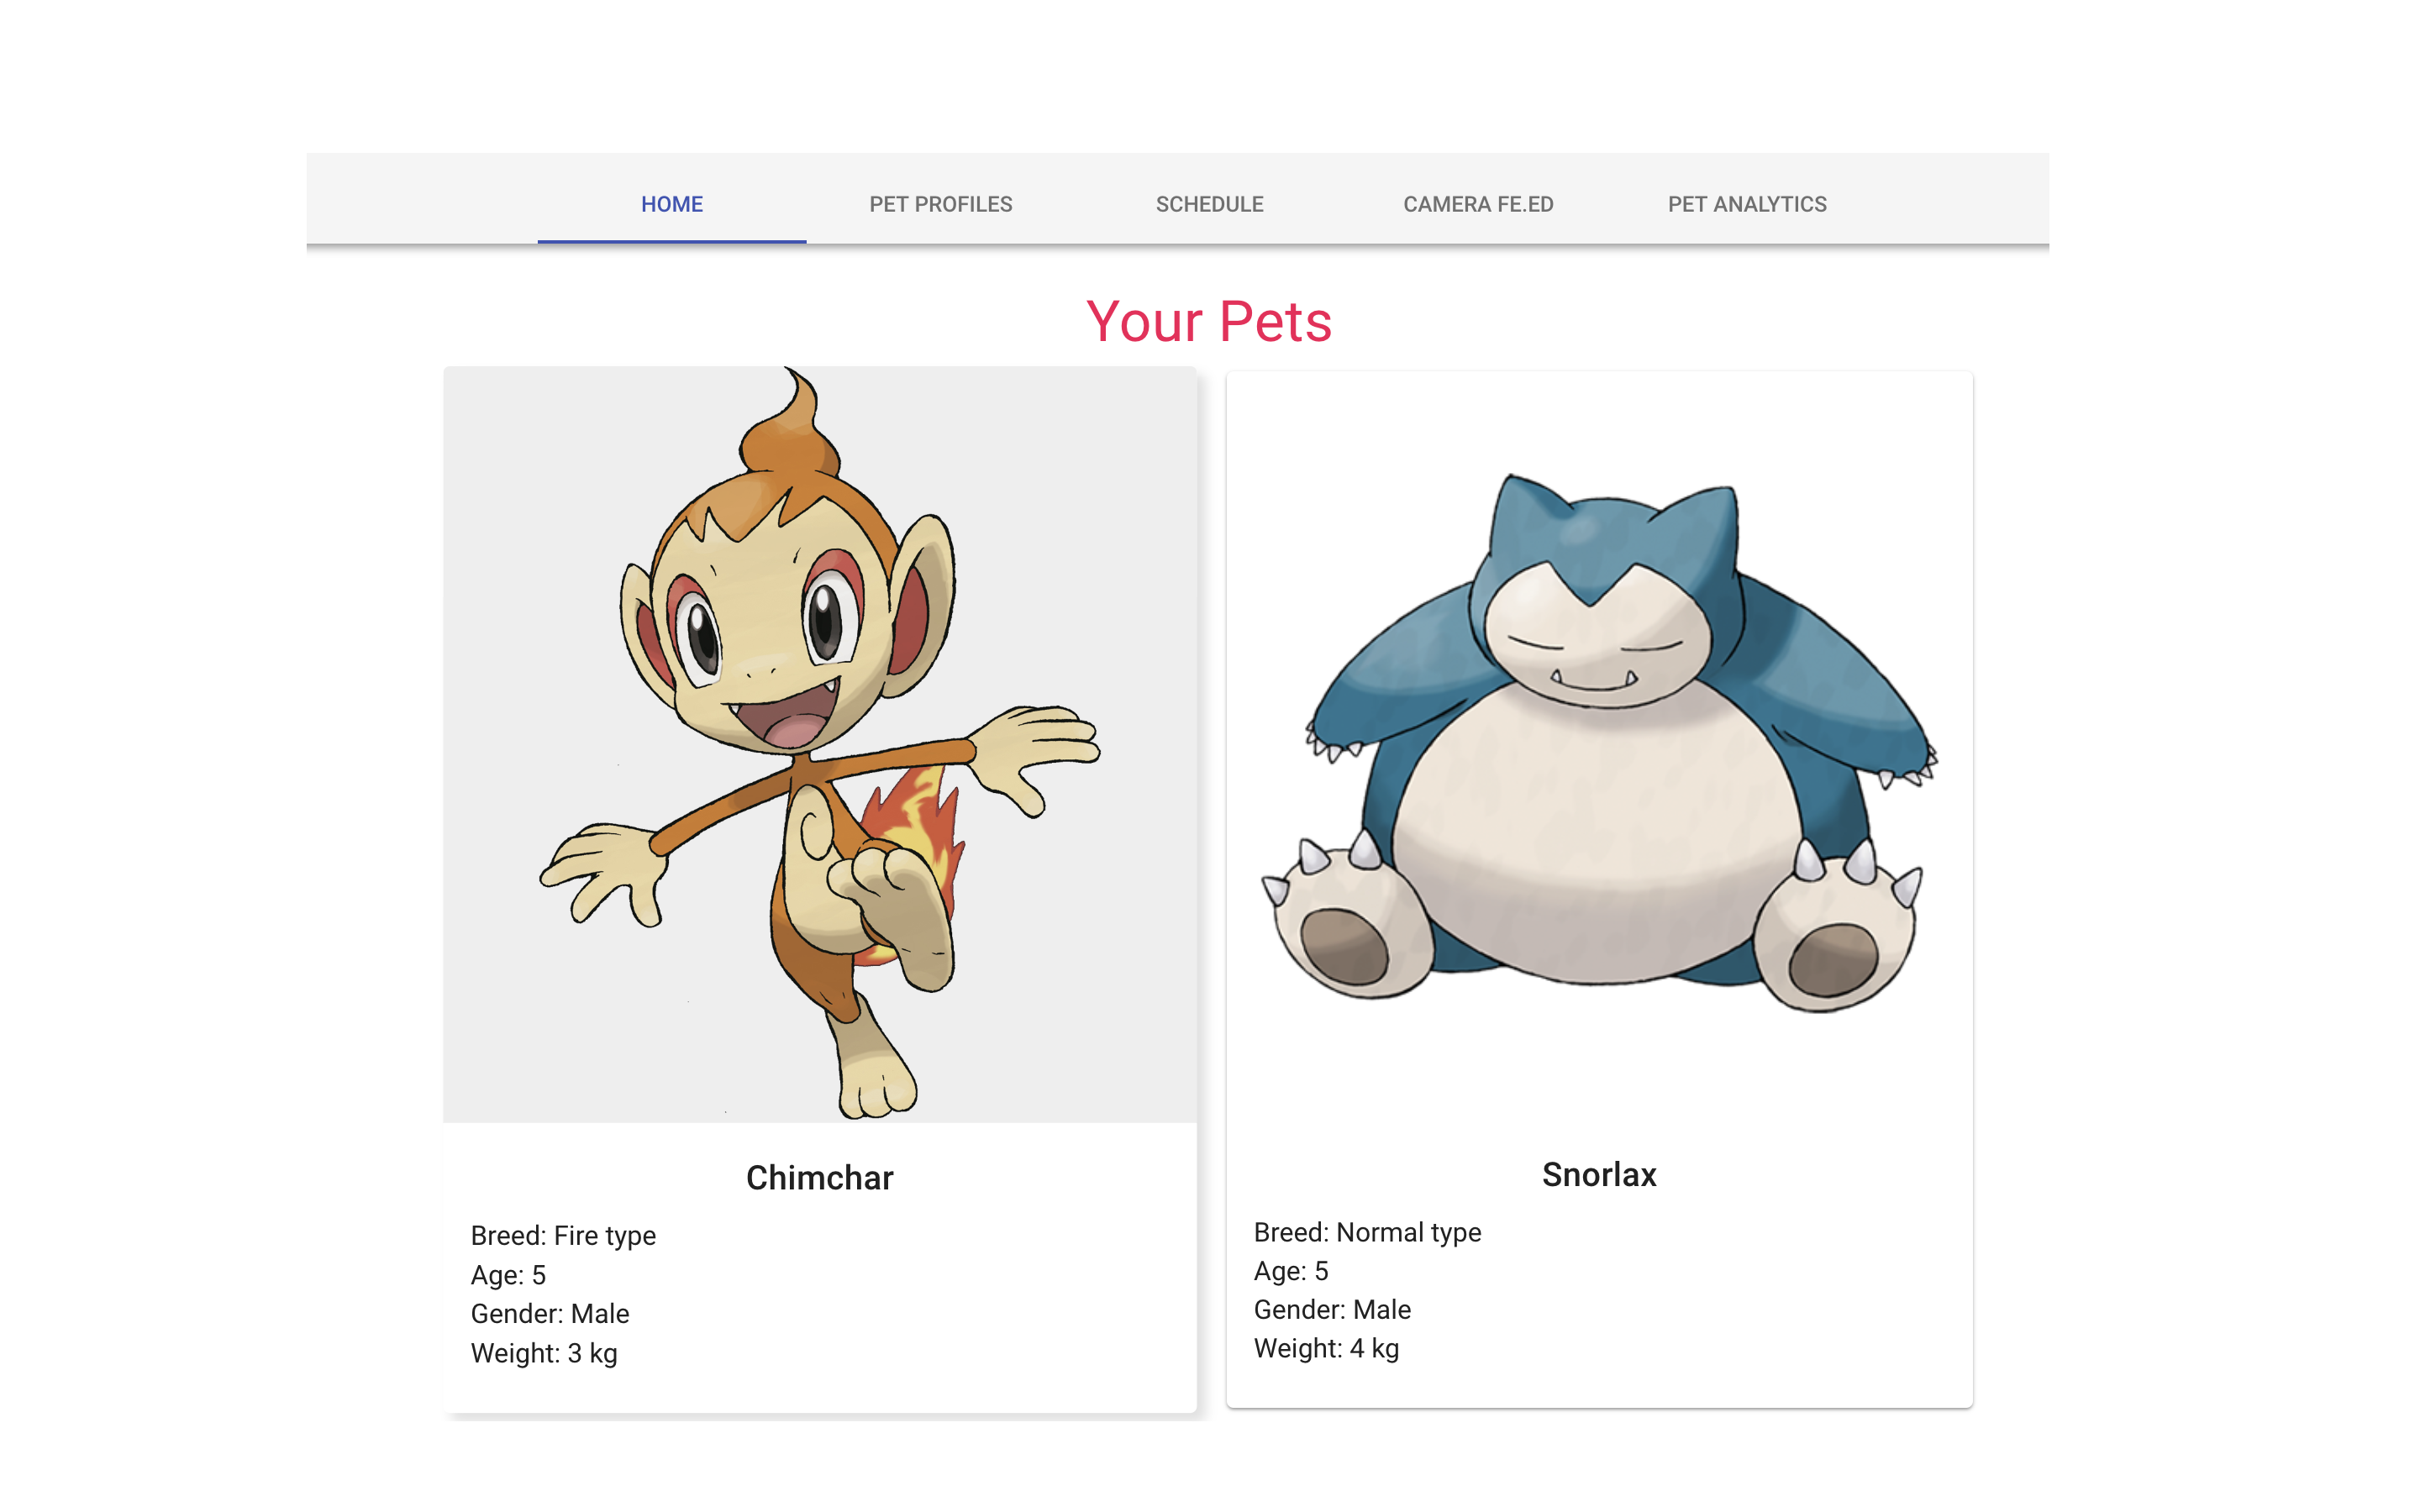 HOME PET PROFILES SCHEDULE CAMERA FE.ED PET ANALYTICS
Your Pets
Chimchar
Breed: Fire type
Age: 5
Gender: Male
Weight: 3 kg
Snorlax
Breed: Normal type
Age: 5
Gender: Male
Weight: 4 kg